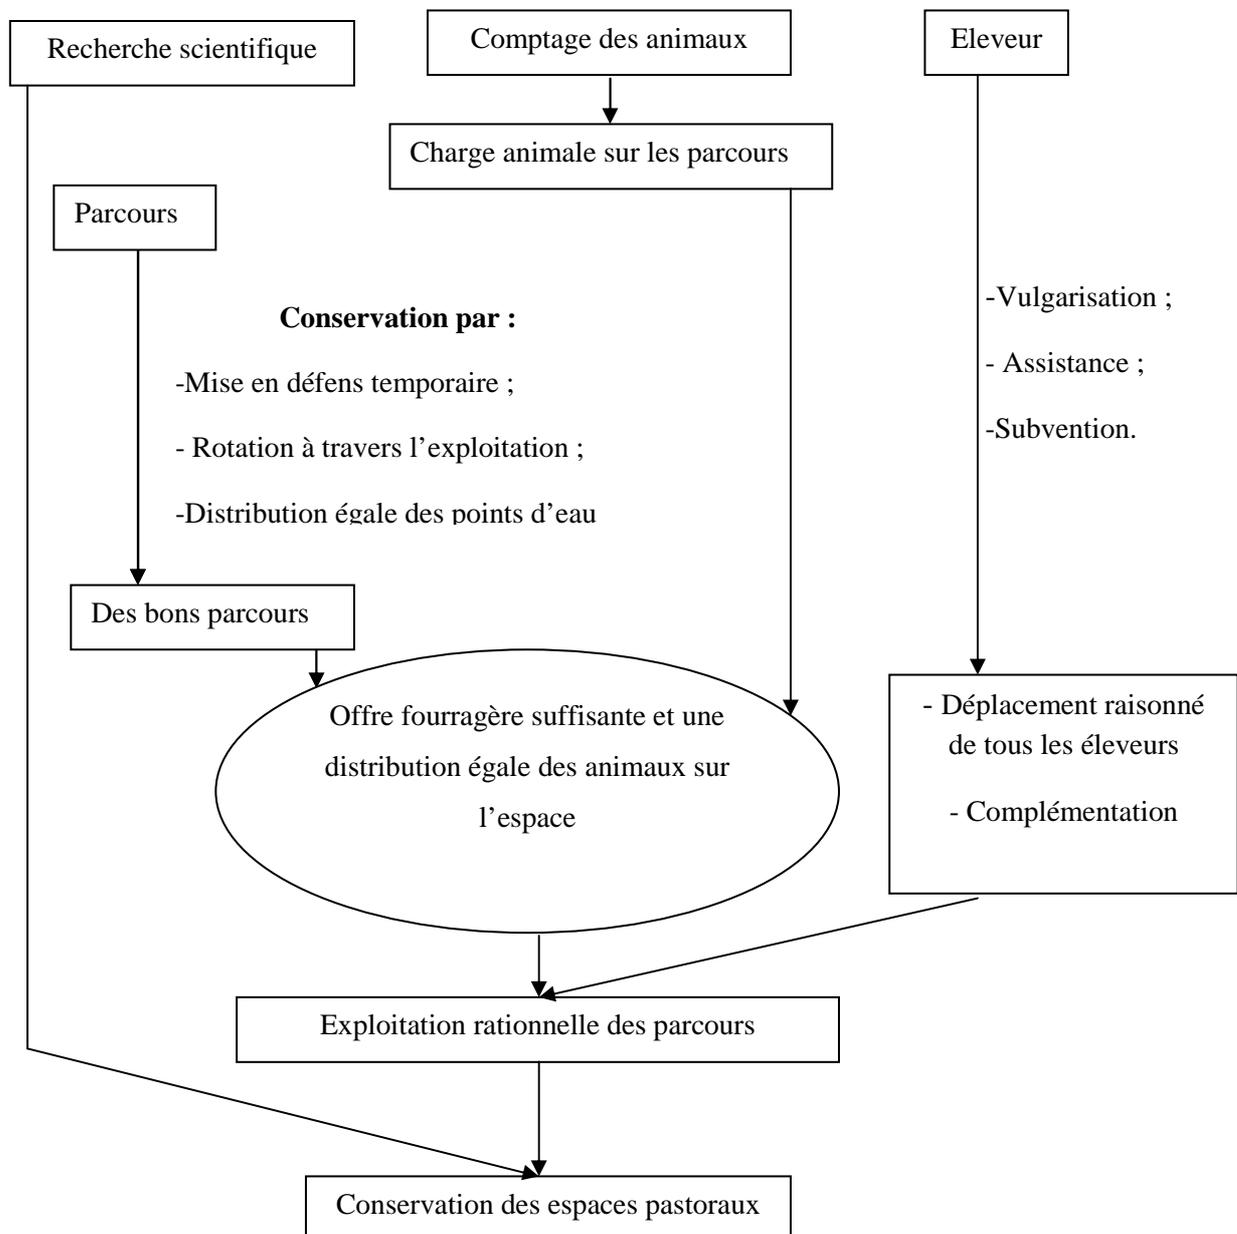 Recherche scientifique
Comptage des animaux
Eleveur
Charge animale sur les parcours
Parcours
Conservation par :
-Mise en défens temporaire ;
- Rotation à travers l’exploitation ;
-Distribution égale des points d’eau
-Vulgarisation ;
- Assistance ;
-Subvention.
Des bons parcours
Offre fourragère suffisante et une
distribution égale des animaux sur
l’espace
- Déplacement raisonné
de tous les éleveurs
- Complémentation
Exploitation rationnelle des parcours
Conservation des espaces pastoraux